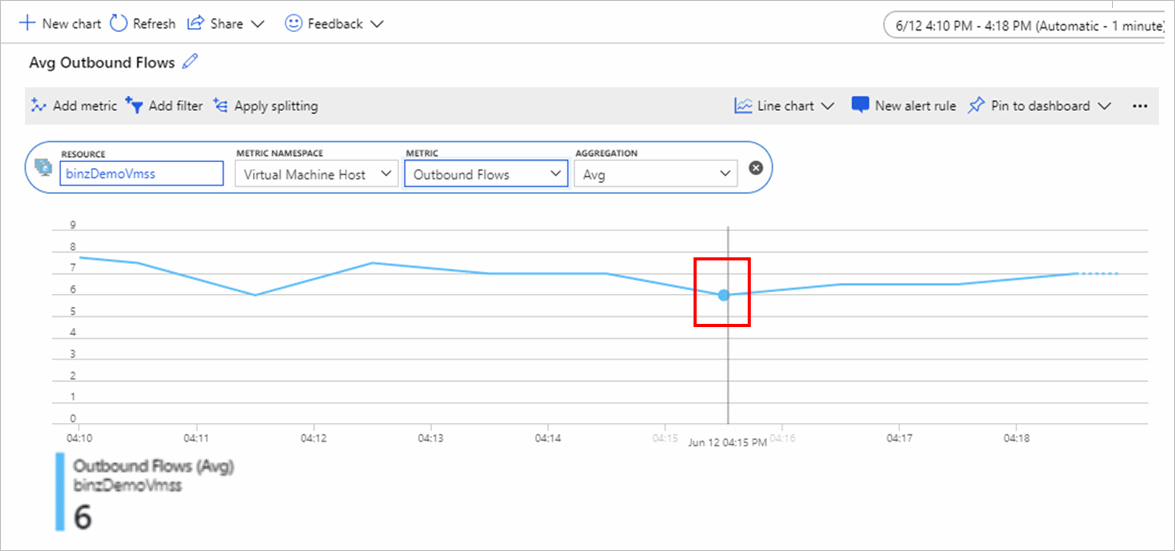 New chart Refresh Share Feedback 6/12 4:10 PM - 4:18 PM (Automatic - 1 minute)
Avg Outbound Flows
Add metric Add filter Apply splitting Line chart New alert rule Pin to dashboard ...
RESOURCE METRIC NAMESPACE METRIC AGGREGATION
binzDemoVmss Virtual Machine Host Outbound Flows Avg
9
8
7
6
5
4
3
2
1
0
04:10 04:11 04:12 04:13 04:14 04:15 Jun 12 04:15 PM 04:16 04:17 04:18
Outbound Flows (Avg)
binzDemoVmss
6